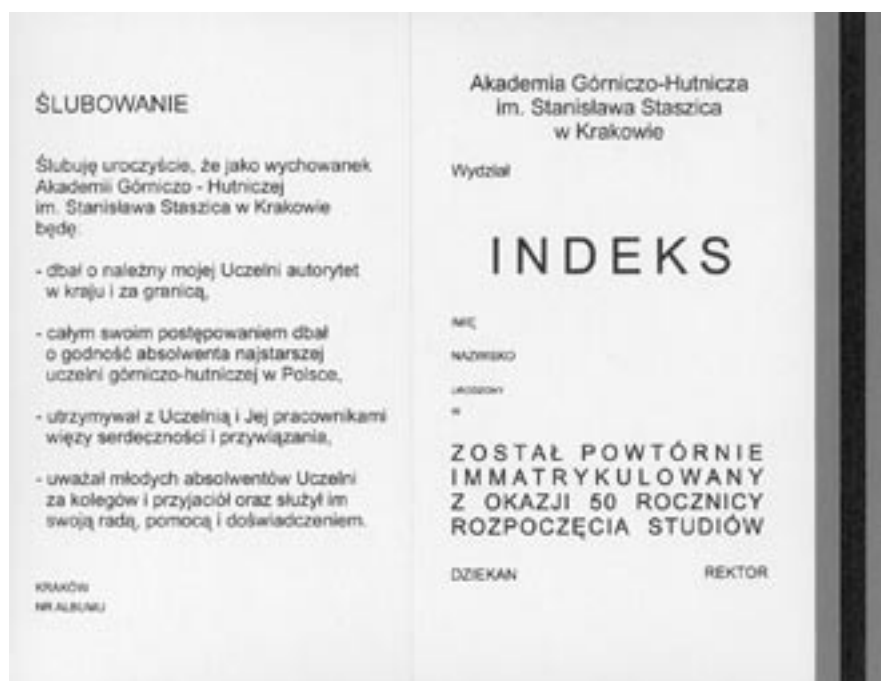 ŚLUBOWANIE
Ślubuję uroczyście, że jako wychowanek
Akademii Górniczo - Hutniczej
im. Stanisława Staszica w Krakowie
będę:
- dbał o należny mojej Uczelni autorytet
w kraju i za granicą,
- całym swoim postępowaniem dbał
o godność absolwenta najstarszej
uczelni górniczo-hutniczej w Polsce,
- utrzymywał z Uczelnią i Jej pracownikami
więzy serdeczności i przywiązania,
- uważał młodych absolwentów Uczelni
za kolegów i przyjaciół oraz służył im
swoją radą, pomocą i doświadczeniem.
KRAKÓW
NR ALBUMU
Akademia Górniczo-Hutnicza
im. Stanisława Staszica
w Krakowie
Wydział
INDEKS
IMIĘ
NAZWISKO
URODZONY
W
ZOSTAŁ POWTÓRNIE
IMMATRYKULOWANY
Z OKAZJI 50 ROCZNICY
ROZPOCZĘCIA STUDIÓW
DZIEKAN REKTOR